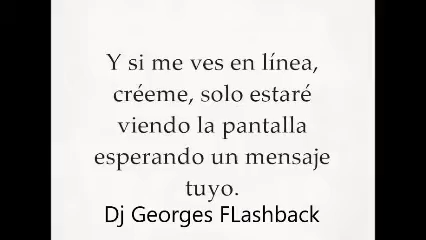 Y si me ves en línea,
créeme, solo estaré
viendo la pantalla
esperando un mensaje
tuyo.
Dj Georges FLashback